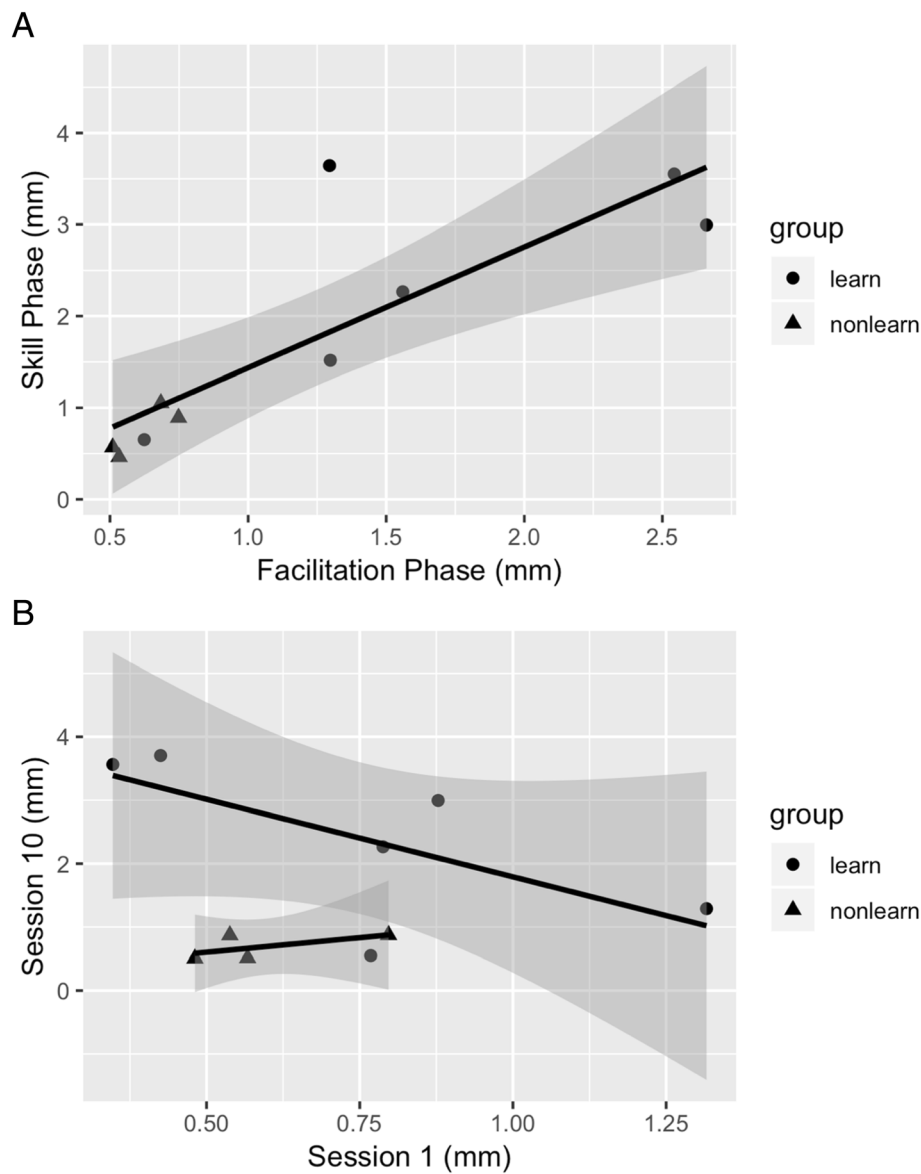 A
Skill Phase (mm)
4
3
2
1
0
0.5 1.0 1.5 2.0 2.5
Facilitation Phase (mm)
group
learn
nonlearn
B
Session 10 (mm)
4
2
0
0.50 0.75 1.00 1.25
Session 1 (mm)
group
learn
nonlearn